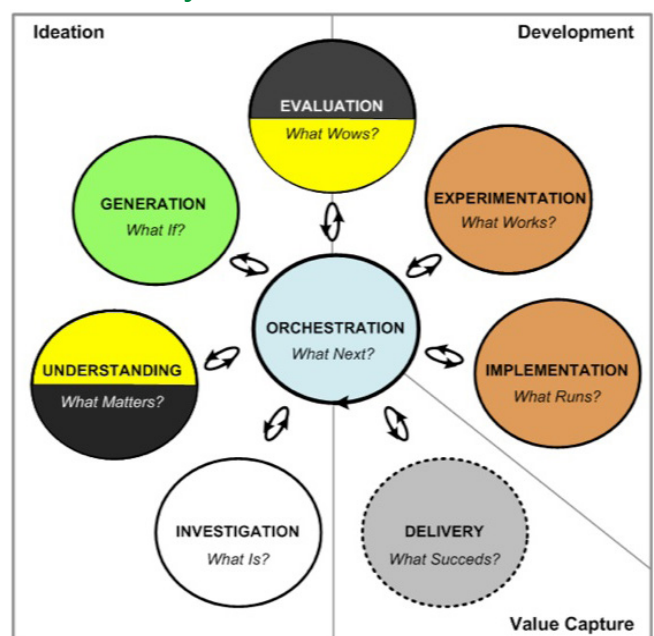 Ideation
Development
EVALUATION
What Wows?
GENERATION
What If?
EXPERIMENTATION
What Works?
ORCHESTRATION
What Next?
UNDERSTANDING
What Matters?
IMPLEMENTATION
What Runs?
INVESTIGATION
What Is?
DELIVERY
What Succeds?
Value Capture